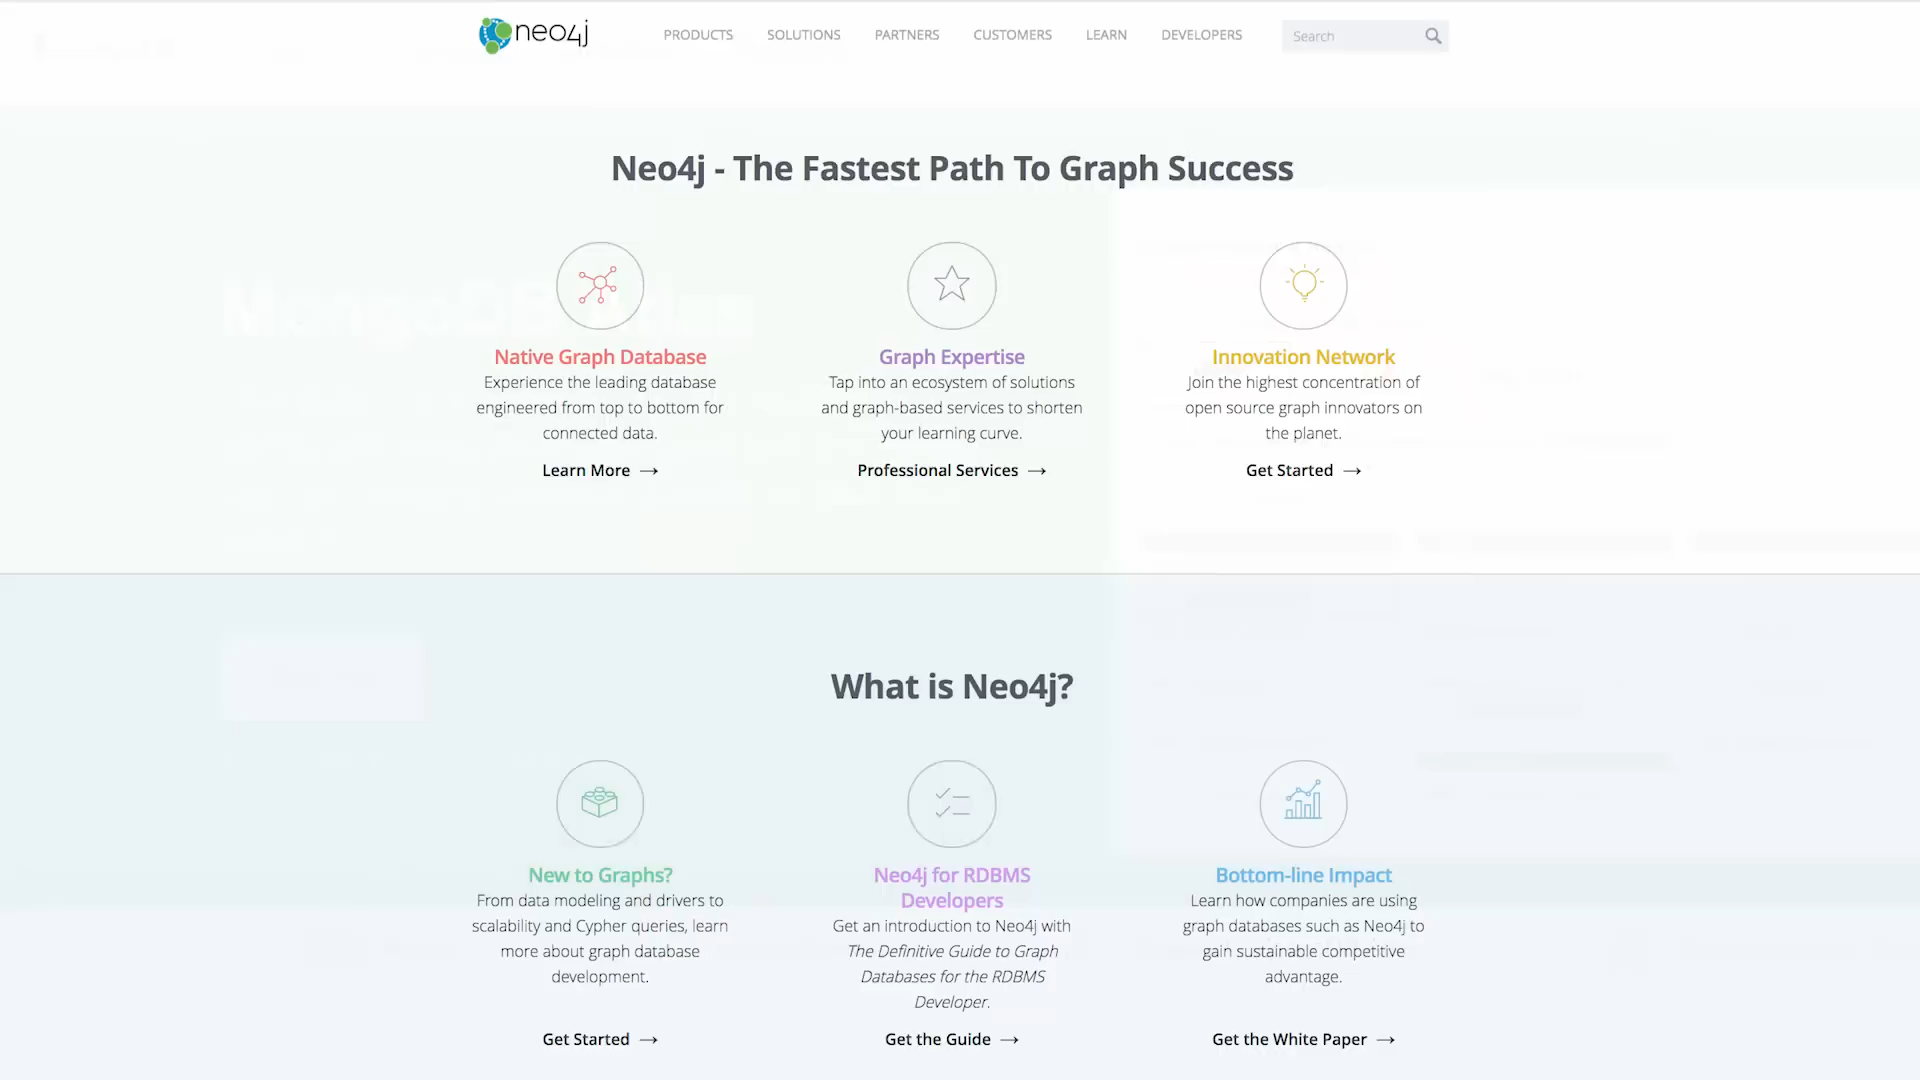 neo4j PRODUCTS SOLUTIONS PARTNERS CUSTOMERS LEARN DEVELOPERS Search
Neo4j - The Fastest Path To Graph Success
Native Graph Database
Experience the leading database
engineered from top to bottom for
connected data.
Learn More →
Graph Expertise
Tap into an ecosystem of solutions
and graph-based services to shorten
your learning curve.
Professional Services →
Innovation Network
Join the highest concentration of
open source graph innovators on
the planet.
Get Started →
MongoDB Atlas
What is Neo4j?
New to Graphs?
From data modeling and drivers to
scalability and Cypher queries, learn
more about graph database
development.
Get Started →
Neo4j for RDBMS
Developers
Get an introduction to Neo4j with
The Definitive Guide to Graph
Databases for the RDBMS
Developer.
Get the Guide →
Bottom-line Impact
Learn how companies are using
graph databases such as Neo4j to
gain sustainable competitive
advantage.
Get the White Paper →